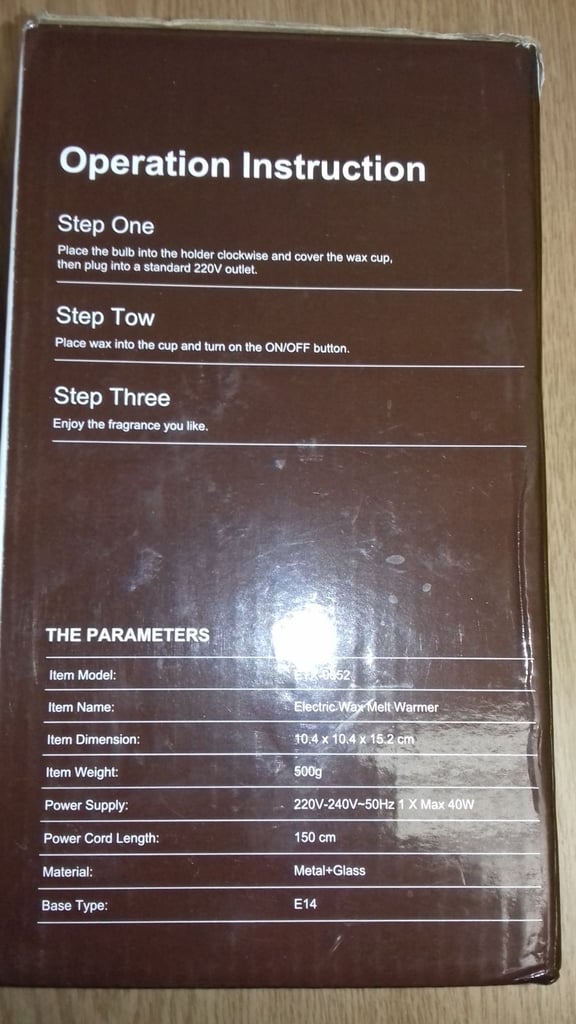 Operation Instruction
Step One
Place the bulb into the holder clockwise and cover the wax cup,
then plug into a standard 220V outlet.
Step Tow
Place wax into the cup and turn on the ON/OFF button.
Step Three
Enjoy the fragrance you like.
THE PARAMETERS
Item Model:
Item Name: Electric Wax Melt Warmer
Item Dimension: 10.4 x 10.4 x 15.2 cm
Item Weight: 500g
Power Supply: 220V-240V~50Hz 1 X Max 40W
Power Cord Length: 150 cm
Material: Metal+Glass
Base Type: E14